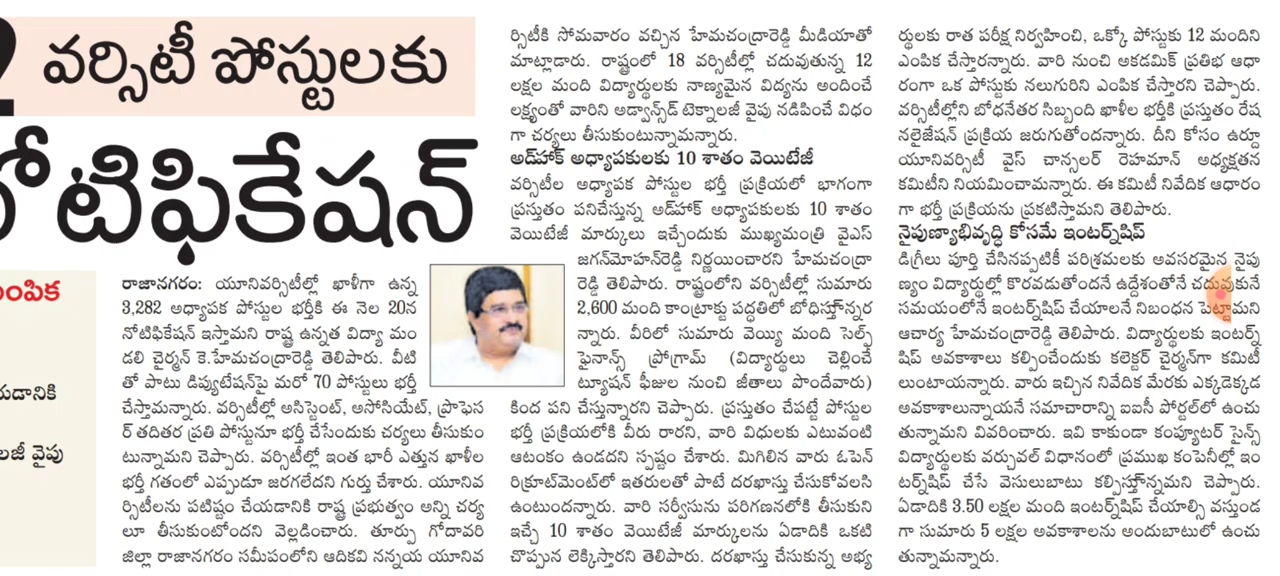 2 వర్సిటీ పోస్టులకు
నోటిఫికేషన్
ంపిక
యడానికి
లజీ వైపు
రాజానగరం: యూనివర్సిటీల్లో ఖాళీగా ఉన్న
3,282 అధ్యాపక పోస్టుల భర్తీకి ఈ నెల 20న
నోటిఫికేషన్ ఇస్తామని రాష్ట్ర ఉన్నత విద్యా మం
డలి చైర్మన్ కె.హేమచంద్రారెడ్డి తెలిపారు. వీటి
తో పాటు డిప్యుటేషన్‌పై మరో 70 పోస్టులు భర్తీ
చేస్తామన్నారు. వర్సిటీల్లో అసిస్టెంట్, అసోసియేట్, ప్రొఫెస
ర్ తదితర ప్రతి పోస్టునూ భర్తీ చేసేందుకు చర్యలు తీసుకుం
టున్నామని చెప్పారు. వర్సిటీల్లో ఇంత భారీ ఎత్తున ఖాళీల
భర్తీ గతంలో ఎప్పుడూ జరగలేదని గుర్తు చేశారు. యూనివ
ర్సిటీలను పటిష్టం చేయడానికి రాష్ట్ర ప్రభుత్వం అన్ని చర్య
లూ తీసుకుంటోందని వెల్లడించారు. తూర్పు గోదావరి
జిల్లా రాజానగరం సమీపంలోని ఆదికవి నన్నయ యూనివ
ర్సిటీకి సోమవారం వచ్చిన హేమచంద్రారెడ్డి మీడియాతో
మాట్లాడారు. రాష్ట్రంలో 18 వర్సిటీల్లో చదువుతున్న 12
లక్షల మంది విద్యార్థులకు నాణ్యమైన విద్యను అందించే
లక్ష్యంతో వారిని అడ్వాన్స్‌డ్ టెక్నాలజీ వైపు నడిపించే విధం
గా చర్యలు తీసుకుంటున్నామన్నారు.
అడ్‌హాక్ అధ్యాపకులకు 10 శాతం వెయిటేజీ
వర్సిటీల అధ్యాపక పోస్టుల భర్తీ ప్రక్రియలో భాగంగా
ప్రస్తుతం పనిచేస్తున్న అడ్‌హాక్ అధ్యాపకులకు 10 శాతం
వెయిటేజీ మార్కులు ఇచ్చేందుకు ముఖ్యమంత్రి వైఎస్
జగన్‌మోహన్‌రెడ్డి నిర్ణయించారని హేమచంద్రా
రెడ్డి తెలిపారు. రాష్ట్రంలోని వర్సిటీల్లో సుమారు
2,600 మంది కాంట్రాక్టు పద్ధతిలో బోధిస్తోన్నార
న్నారు. వీరిలో సుమారు వెయ్యి మంది సెల్ఫ్
ఫైనాన్స్ ప్రోగ్రామ్ (విద్యార్థులు చెల్లించే
ట్యూషన్ ఫీజుల నుంచి జీతాలు పొందేవారు)
కింద పని చేస్తున్నారని చెప్పారు. ప్రస్తుతం చేపట్టే పోస్టుల
భర్తీ ప్రక్రియలోకి వీరు రారని, వారి విధులకు ఎటువంటి
ఆటంకం ఉండదని స్పష్టం చేశారు. మిగిలిన వారు ఓపెన్
రిక్రూట్‌మెంట్‌లో ఇతరులతో పాటే దరఖాస్తు చేసుకోవలసి
ఉంటుందన్నారు. వారి సర్వీసును పరిగణనలోకి తీసుకుని
ఇచ్చే 10 శాతం వెయిటేజీ మార్కులను ఏడాదికి ఒకటి
చొప్పున లెక్కిస్తారని తెలిపారు. దరఖాస్తు చేసుకున్న అభ్య
ర్థులకు రాత పరీక్ష నిర్వహించి, ఒక్కో పోస్టుకు 12 మందిని
ఎంపిక చేస్తారన్నారు. వారి నుంచి అకడమిక్ ప్రతిభ ఆధా
రంగా ఒక పోస్టుకు నలుగురిని ఎంపిక చేస్తారని చెప్పారు.
వర్సిటీల్లోని బోధనేతర సిబ్బంది ఖాళీల భర్తీకి ప్రస్తుతం రేష
నలైజేషన్ ప్రక్రియ జరుగుతోందన్నారు. దీని కోసం ఉర్దూ
యూనివర్సిటీ వైస్ చాన్సలర్ రెహమాన్ అధ్యక్షతన
కమిటీని నియమించామన్నారు. ఈ కమిటీ నివేదిక ఆధారం
గా భర్తీ ప్రక్రియను ప్రకటిస్తామని తెలిపారు.
నైపుణ్యాభివృద్ధి కోసమే ఇంటర్న్‌షిప్
డిగ్రీలు పూర్తి చేసినప్పటికీ పరిశ్రమలకు అవసరమైన నైపు
ణ్యం విద్యార్థుల్లో కొరవడుతోందనే ఉద్దేశంతోనే చదువుకునే
సమయంలోనే ఇంటర్న్‌షిప్ చేయాలనే నిబంధన పెట్టామని
ఆచార్య హేమచంద్రారెడ్డి తెలిపారు. విద్యార్థులకు ఇంటర్న్
షిప్ అవకాశాలు కల్పించేందుకు కలెక్టర్ చైర్మన్‌గా కమిటీ
లుంటాయన్నారు. వారు ఇచ్చిన నివేదిక మేరకు ఎక్కడెక్కడ
అవకాశాలున్నాయనే సమాచారాన్ని ఐఐసీ పోర్టల్‌లో ఉంచు
తున్నామని వివరించారు. ఇవి కాకుండా కంప్యూటర్ సైన్స్
విద్యార్థులకు వర్చువల్ విధానంలో ప్రముఖ కంపెనీల్లో ఇం
టర్న్‌షిప్ చేసే వెసులుబాటు కల్పిస్తోన్నమని చెప్పారు.
ఏడాదికి 3.50 లక్షల మంది ఇంటర్న్‌షిప్ చేయాల్సి వస్తుండ
గా సుమారు 5 లక్షల అవకాశాలను అందుబాటులో ఉంచు
తున్నామన్నారు.